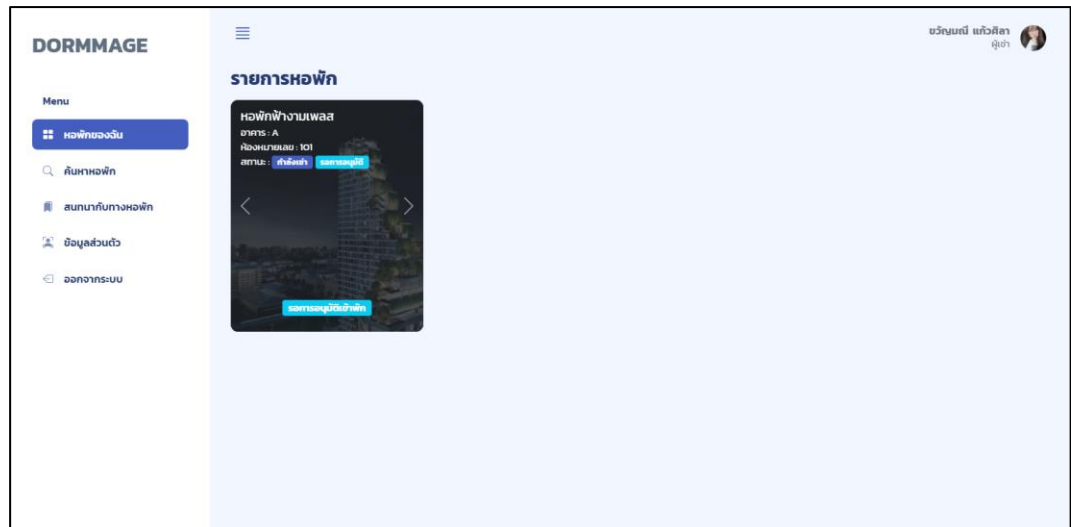 DORMMAGE
Menu
หอพักของฉัน
ค้นหาหอพัก
สนทนากับทางหอพัก
ข้อมูลส่วนตัว
ออกจากระบบ
ขวัญมณี แก้วศิลา
ผู้เช่า
รายการหอพัก
หอพักฟ้างามเพลส
อาคาร : A
ห้องหมายเลข : 101
สถานะ : กำลังเช่า รอการอนุมัติ
รอการอนุมัติเข้าพัก